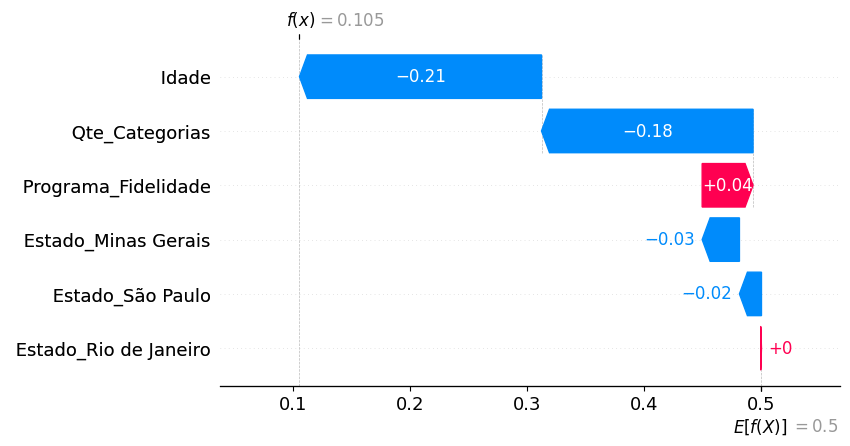 f(x) = 0.105
Idade
−0.21
Qte_Categorias
−0.18
Programa_Fidelidade
+0.04
Estado_Minas Gerais
−0.03
Estado_São Paulo
−0.02
Estado_Rio de Janeiro
+0
0.1 0.2 0.3 0.4 0.5
E[f(X)] = 0.5